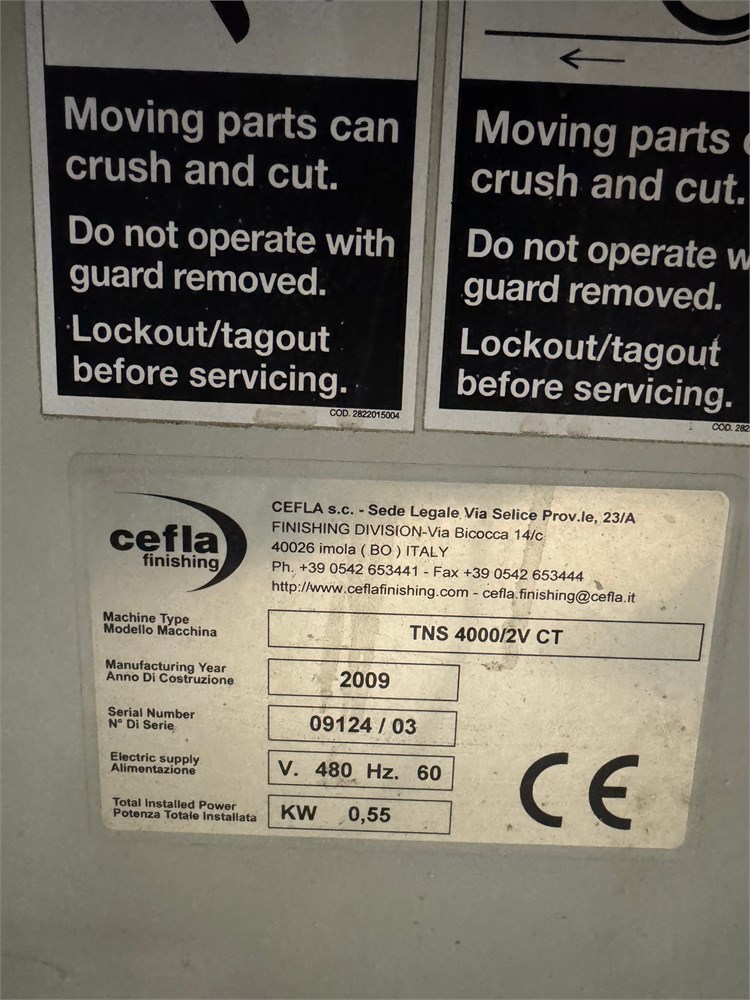 Moving parts can
crush and cut.
Do not operate with
guard removed.
Lockout/tagout
before servicing.
COD. 2822015004
Moving parts
crush and cut.
Do not operate w
guard removed.
Lockout/tagout
before servicing.
COD. 282
cefla
finishing
CEFLA s.c. - Sede Legale Via Selice Prov.le, 23/A
FINISHING DIVISION-Via Bicocca 14/c
40026 imola ( BO ) ITALY
Ph. +39 0542 653441 - Fax +39 0542 653444
http://www.ceflafinishing.com - cefla.finishing@cefla.it
Machine Type
Modello Macchina
TNS 4000/2V CT
Manufacturing Year
Anno Di Costruzione
2009
Serial Number
N° Di Serie
09124 / 03
Electric supply
Alimentazione
V. 480 Hz. 60
Total Installed Power
Potenza Totale Installata
KW 0,55
CE